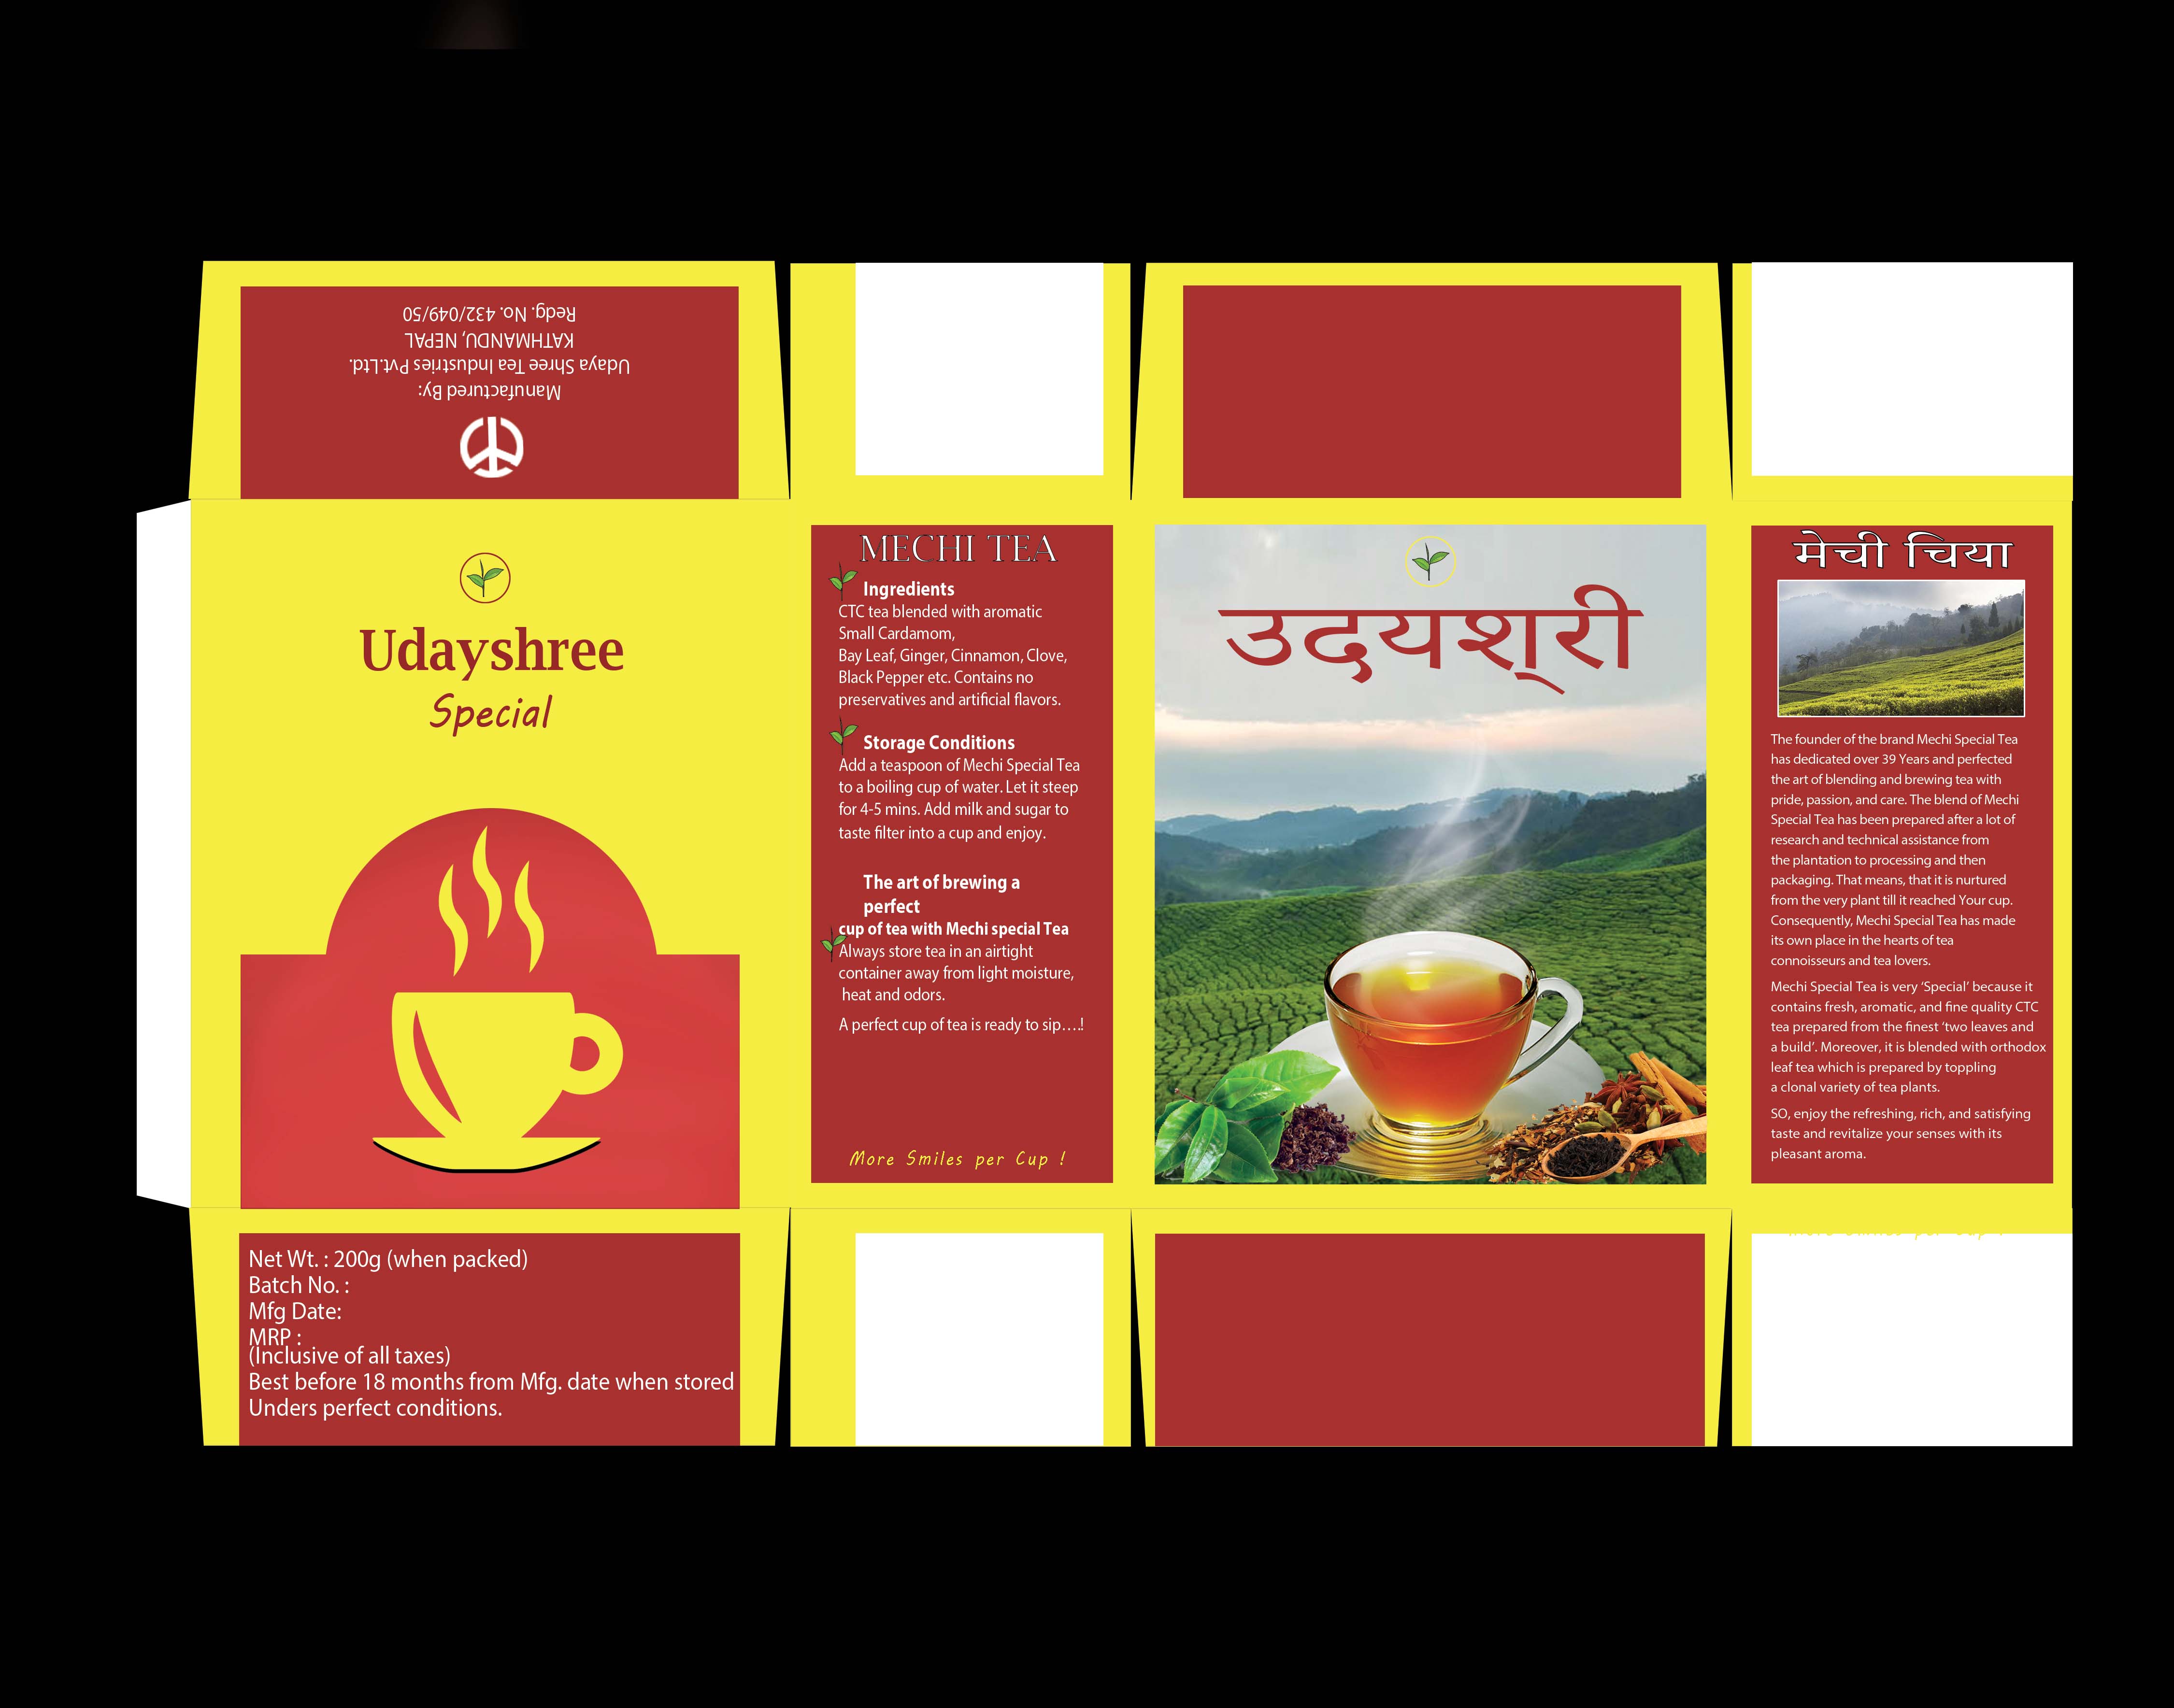 Manufactured By:
Udaya Shree Tea Industries Pvt.Ltd.
KATHMANDU, NEPAL
Redg. No. 432/049/50
Udayshree
Special
Net Wt. : 200g (when packed)
Batch No. :
Mfg Date:
MRP :
(Inclusive of all taxes)
Best before 18 months from Mfg. date when stored
Unders perfect conditions.
MECHI TEA
Ingredients
CTC tea blended with aromatic
Small Cardamom,
Bay Leaf, Ginger, Cinnamon, Clove,
Black Pepper etc. Contains no
preservatives and artificial flavors.
Storage Conditions
Add a teaspoon of Mechi Special Tea
to a boiling cup of water. Let it steep
for 4-5 mins. Add milk and sugar to
taste filter into a cup and enjoy.
The art of brewing a
perfect
cup of tea with Mechi special Tea
Always store tea in an airtight
container away from light moisture,
heat and odors.
A perfect cup of tea is ready to sip....!
More Smiles per Cup !
उदयश्‌री
मेची चिया
The founder of the brand Mechi Special Tea
has dedicated over 39 Years and perfected
the art of blending and brewing tea with
pride, passion, and care. The blend of Mechi
Special Tea has been prepared after a lot of
research and technical assistance from
the plantation to processing and then
packaging. That means, that it is nurtured
from the very plant till it reached Your cup.
Consequently, Mechi Special Tea has made
its own place in the hearts of tea
connoisseurs and tea lovers.
Mechi Special Tea is very ‘Special’ because it
contains fresh, aromatic, and fine quality CTC
tea prepared from the finest ‘two leaves and
a build’. Moreover, it is blended with orthodox
leaf tea which is prepared by toppling
a clonal variety of tea plants.
SO, enjoy the refreshing, rich, and satisfying
taste and revitalize your senses with its
pleasant aroma.